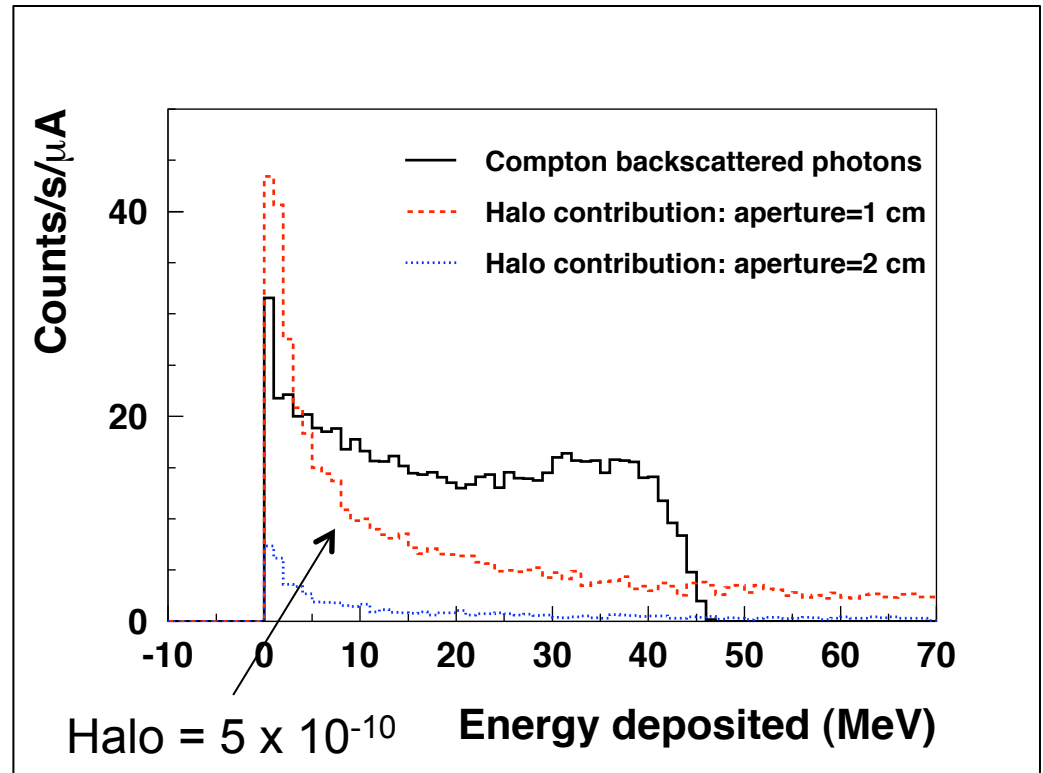 Counts/s/μA
Compton backscattered photons
Halo contribution: aperture=1 cm
Halo contribution: aperture=2 cm
40
20
0
-10 0 10 20 30 40 50 60 70
Energy deposited (MeV)
Halo = 5 x 10⁻¹⁰